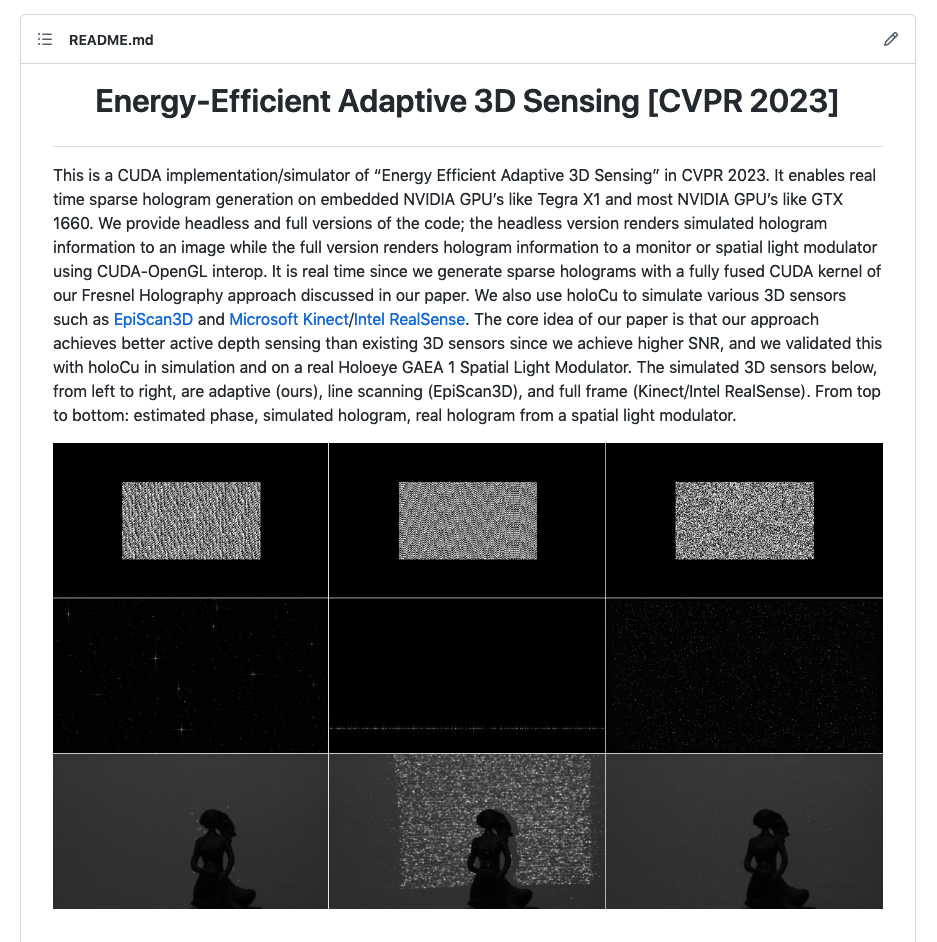 README.md
Energy-Efficient Adaptive 3D Sensing [CVPR 2023]
This is a CUDA implementation/simulator of “Energy Efficient Adaptive 3D Sensing” in CVPR 2023. It enables real
time sparse hologram generation on embedded NVIDIA GPU’s like Tegra X1 and most NVIDIA GPU’s like GTX
1660. We provide headless and full versions of the code; the headless version renders simulated hologram
information to an image while the full version renders hologram information to a monitor or spatial light modulator
using CUDA-OpenGL interop. It is real time since we generate sparse holograms with a fully fused CUDA kernel of
our Fresnel Holography approach discussed in our paper. We also use holoCu to simulate various 3D sensors
such as EpiScan3D and Microsoft Kinect/Intel RealSense. The core idea of our paper is that our approach
achieves better active depth sensing than existing 3D sensors since we achieve higher SNR, and we validated this
with holoCu in simulation and on a real Holoeye GAEA 1 Spatial Light Modulator. The simulated 3D sensors below,
from left to right, are adaptive (ours), line scanning (EpiScan3D), and full frame (Kinect/Intel RealSense). From top
to bottom: estimated phase, simulated hologram, real hologram from a spatial light modulator.